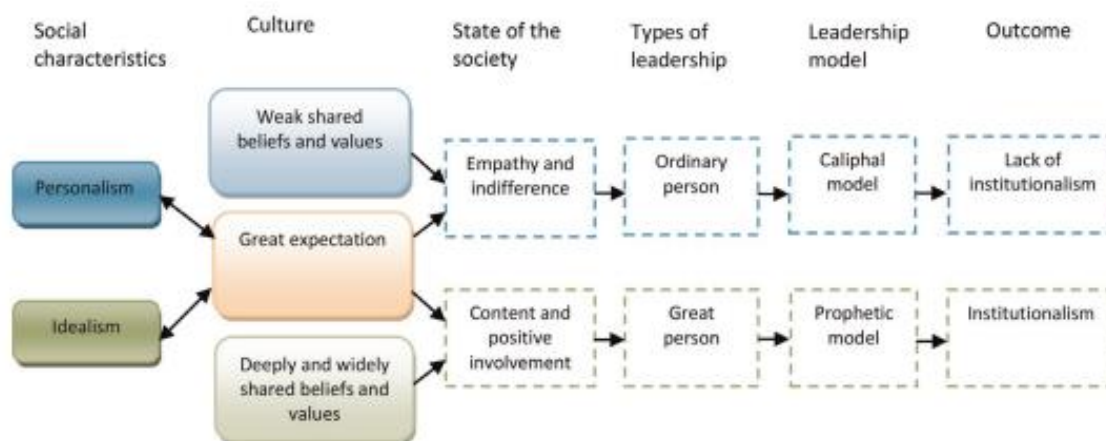 Social
characteristics
Culture
State of the
society
Types of
leadership
Leadership
model
Outcome
Weak shared
beliefs and values
Personalism
Great expectation
Idealism
Deeply and widely
shared beliefs and
values
Empathy and
indifference
Ordinary
person
Caliphal
model
Lack of
institutionalism
Content and
positive
involvement
Great
person
Prophetic
model
Institutionalism